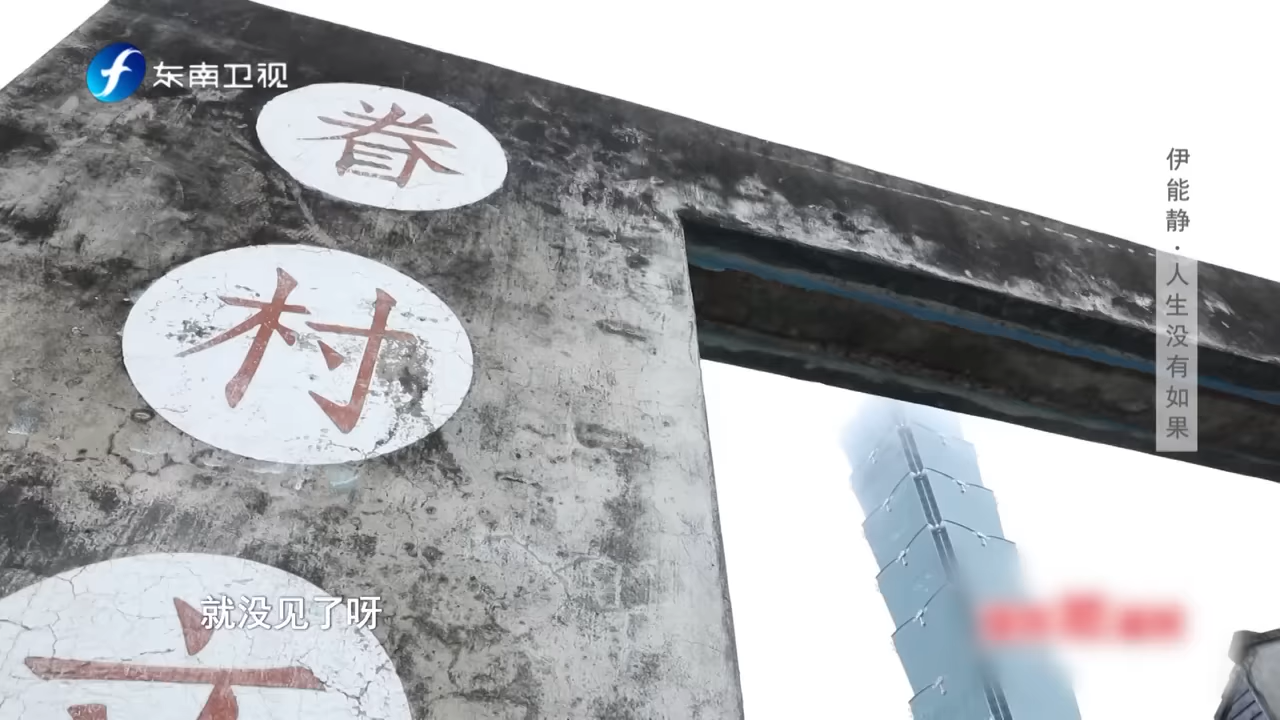 东南卫视
眷
村
立
就没见了呀
伊能静·人生没有如果